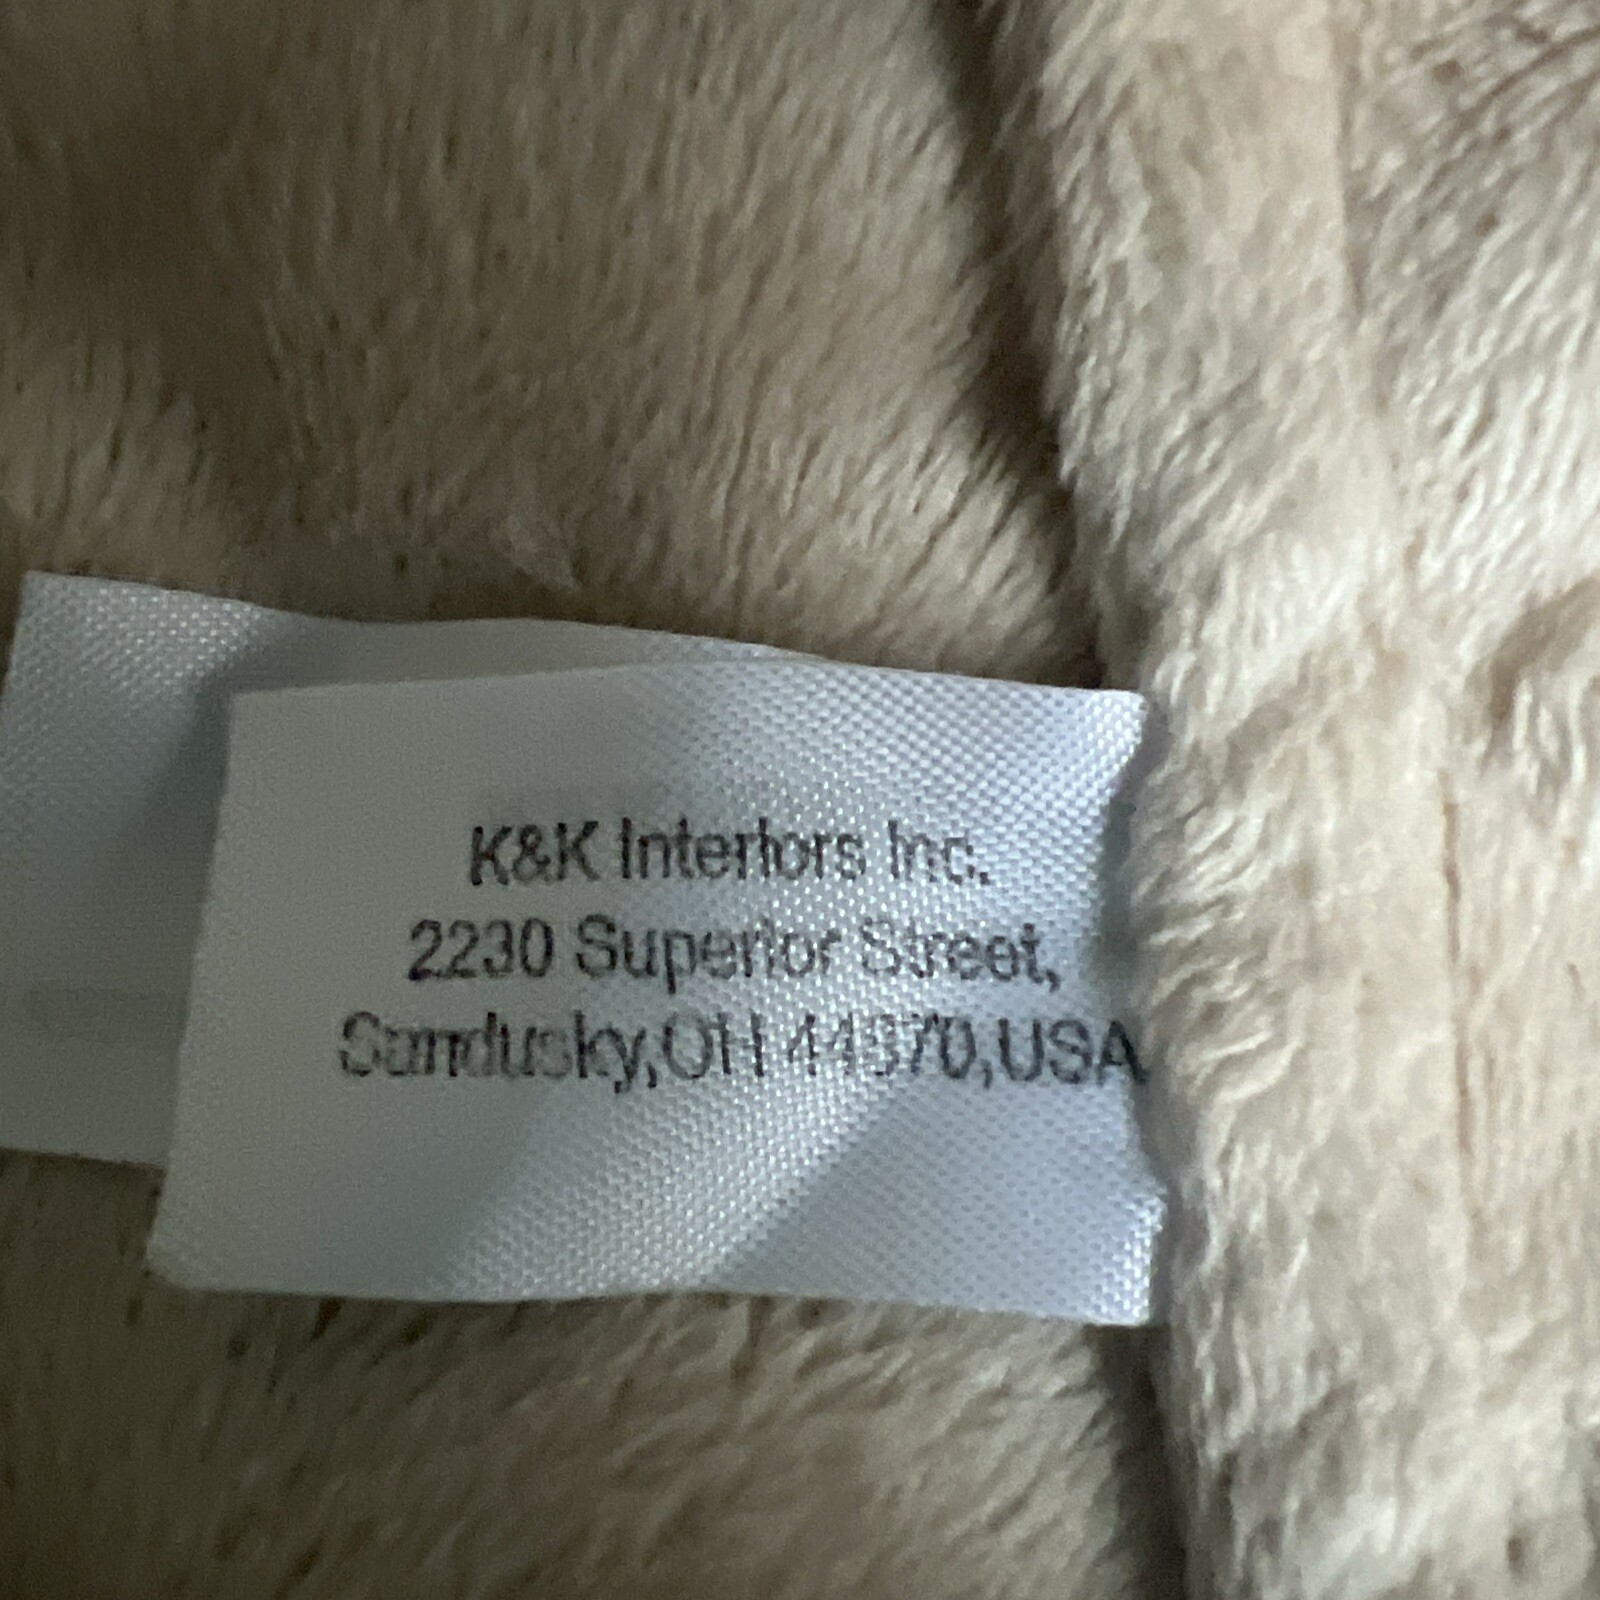 K&K Interiors Inc.
2230 Superior Street,
Sandusky,OH 44870,USA